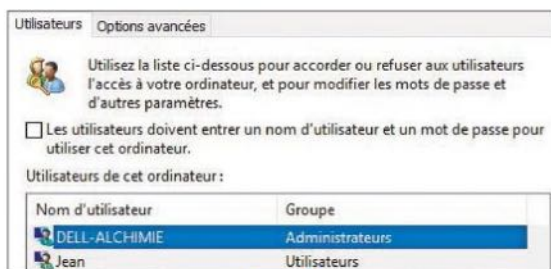 Utilisateurs Options avancées
Utilisez la liste ci-dessous pour accorder ou refuser aux utilisateurs
l'accès à votre ordinateur, et pour modifier les mots de passe et
d'autres paramètres.
Les utilisateurs doivent entrer un nom d'utilisateur et un mot de passe pour
utiliser cet ordinateur.
Utilisateurs de cet ordinateur :
Nom d'utilisateur Groupe
DELL-ALCHIMIE Administrateurs
Jean Utilisateurs